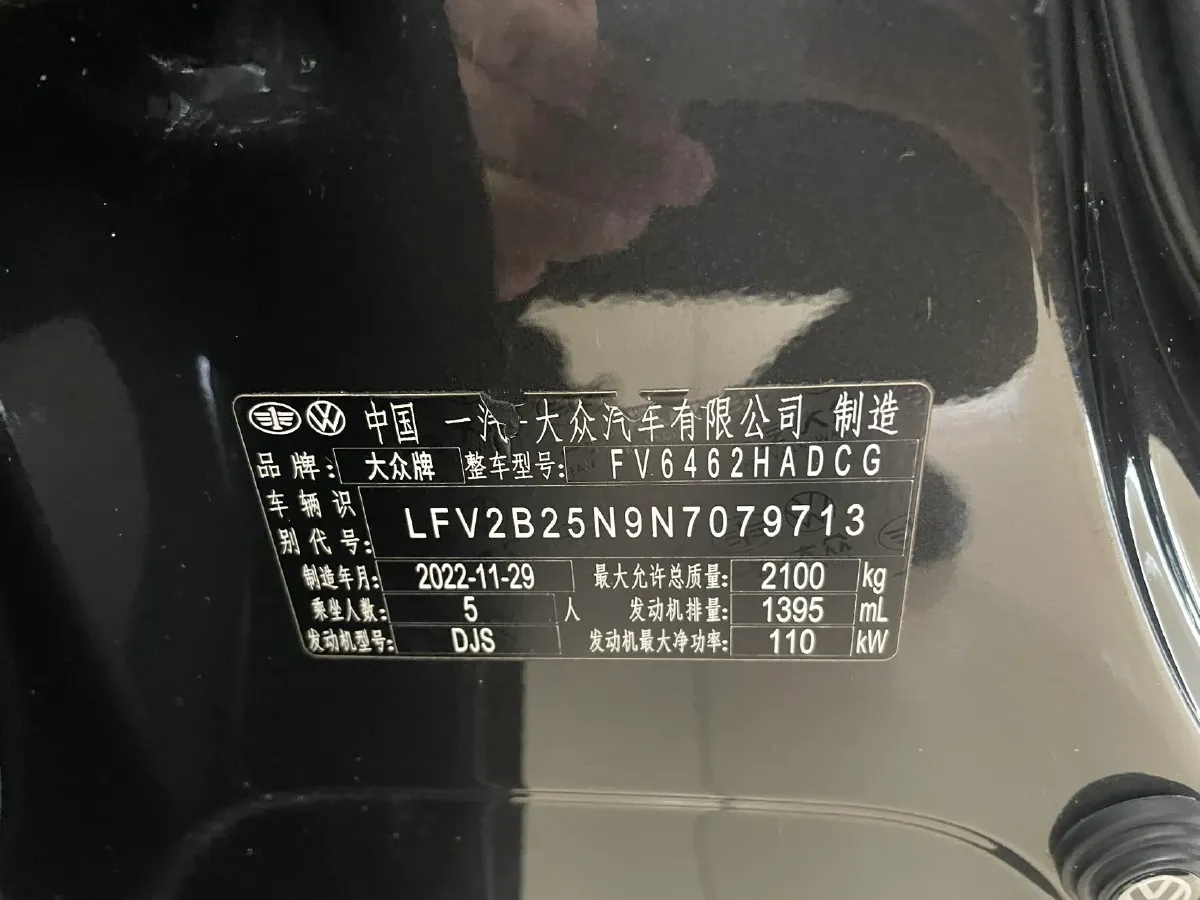 中国 一汽-大众汽车有限公司 制造
品牌: 大众牌 整车型号: FV6462HADCG
车辆识
别代号: LFV2B25N9N7079713
制造年月: 2022-11-29 最大允许总质量: 2100 kg
乘坐人数: 5 人 发动机排量: 1395 mL
发动机型号: DJS 发动机最大净功率: 110 kW